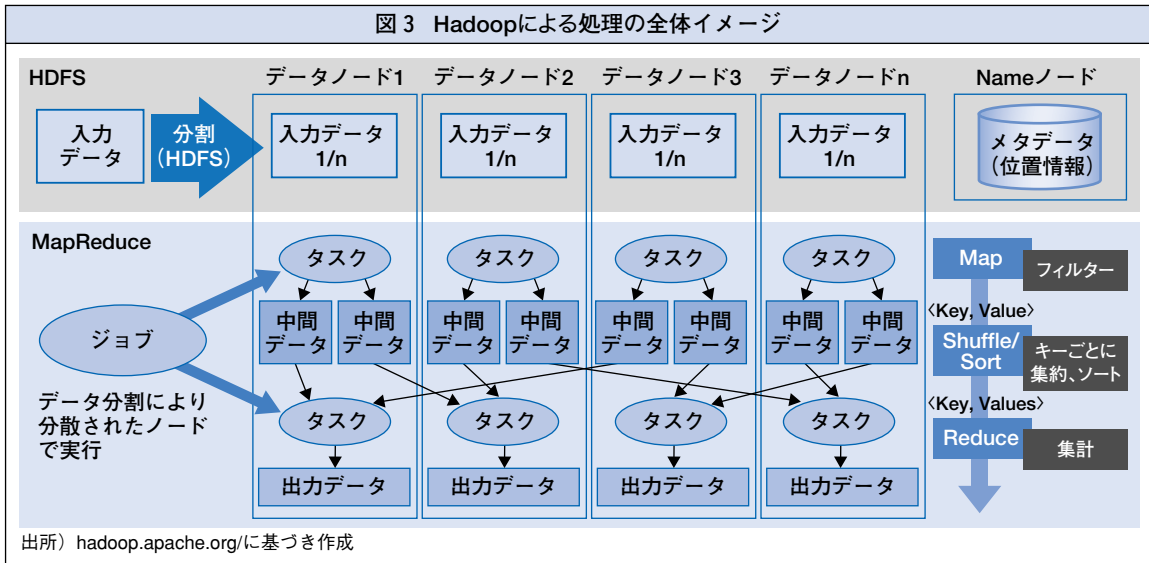 図 3 Hadoopによる処理の全体イメージ
HDFS
データノード1
データノード2
データノード3
データノードn
Nameノード
入力
データ
分割
(HDFS)
入力データ
1/n
入力データ
1/n
入力データ
1/n
入力データ
1/n
メタデータ
(位置情報)
MapReduce
ジョブ
データ分割により
分散されたノード
で実行
タスク
タスク
タスク
タスク
中間
データ
中間
データ
中間
データ
中間
データ
中間
データ
中間
データ
中間
データ
中間
データ
タスク
タスク
タスク
タスク
出力データ
出力データ
出力データ
出力データ
Map
フィルター
〈Key, Value〉
Shuffle/
Sort
キーごとに
集約、ソート
〈Key, Values〉
Reduce
集計
出所）hadoop.apache.org/に基づき作成